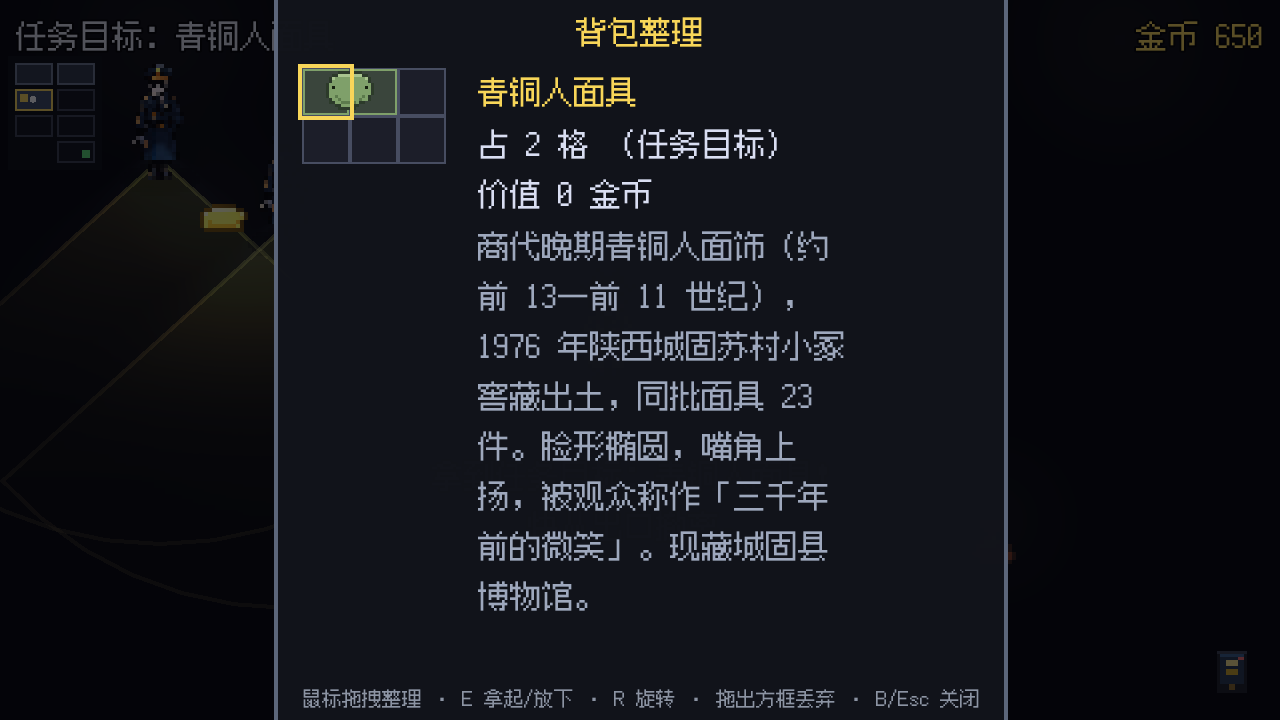 背包整理
任务目标: 青铜人
金币 650
青铜人面具
占 2 格 （任务目标）
价值 0 金币
商代晚期青铜人面饰（约
前 13—前 11 世纪），
1976 年陕西城固苏村小冢
窖藏出土，同批面具 23
件。脸形椭圆，嘴角上
扬，被观众称作「三千年
前的微笑」。现藏城固县
博物馆。
鼠标拖拽整理 · E 拿起/放下 · R 旋转 · 拖出方框丢弃 · B/Esc 关闭